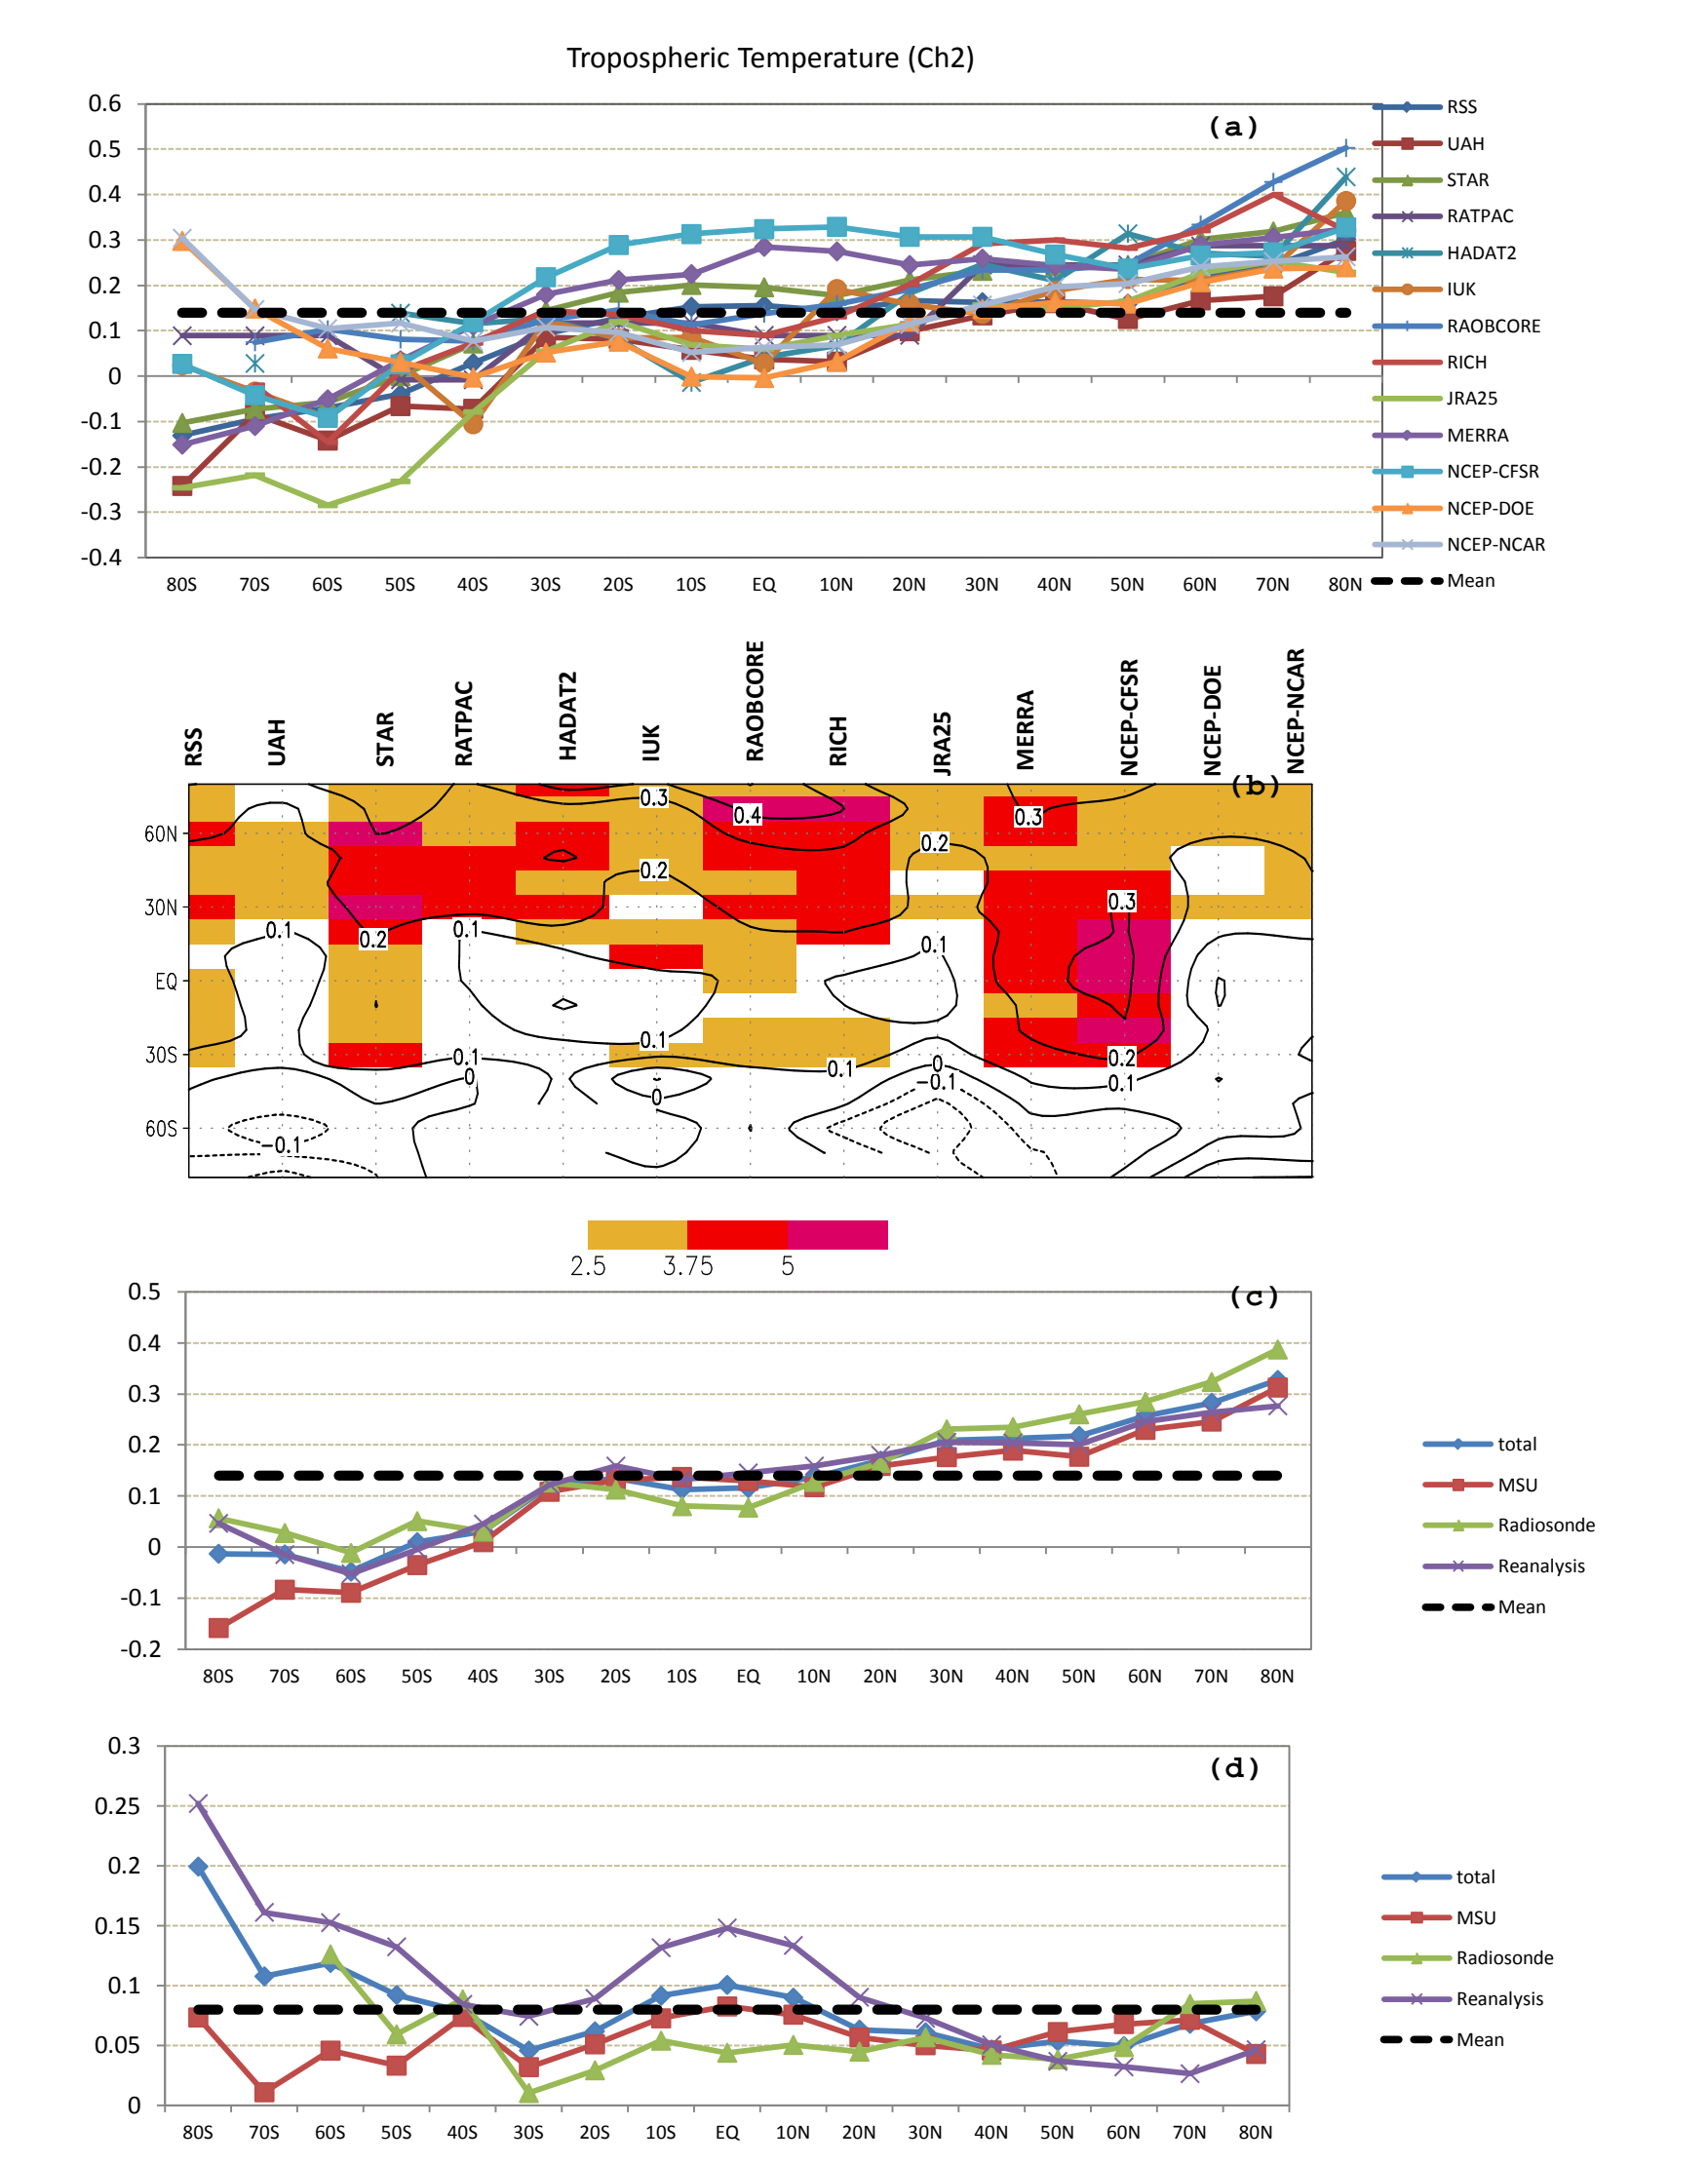 Tropospheric Temperature (Ch2)
(a)
0.6
0.5
0.4
0.3
0.2
0.1
0
-0.1
-0.2
-0.3
-0.4
80S 70S 60S 50S 40S 30S 20S 10S EQ 10N 20N 30N 40N 50N 60N 70N 80N
RSS
UAH
STAR
RATPAC
HADAT2
IUK
RAOBCORE
RICH
JRA25
MERRA
NCEP-CFSR
NCEP-DOE
NCEP-NCAR
Mean
RSS UAH STAR RATPAC HADAT2 IUK RAOBCORE RICH JRA25 MERRA NCEP-CFSR NCEP-DOE NCEP-NCAR
(b)
0.3
0.4
0.3
60N
0.2
0.2
0.3
30N
0.1
0.2
0.1
0.1
EQ
0.1
30S
0.1
0.1
0
0.2
0
-0.1
0.1
0
60S
-0.1
2.5 3.75 5
(c)
0.5
0.4
0.3
0.2
0.1
0
-0.1
-0.2
80S 70S 60S 50S 40S 30S 20S 10S EQ 10N 20N 30N 40N 50N 60N 70N 80N
total
MSU
Radiosonde
Reanalysis
Mean
(d)
0.3
0.25
0.2
0.15
0.1
0.05
0
80S 70S 60S 50S 40S 30S 20S 10S EQ 10N 20N 30N 40N 50N 60N 70N 80N
total
MSU
Radiosonde
Reanalysis
Mean